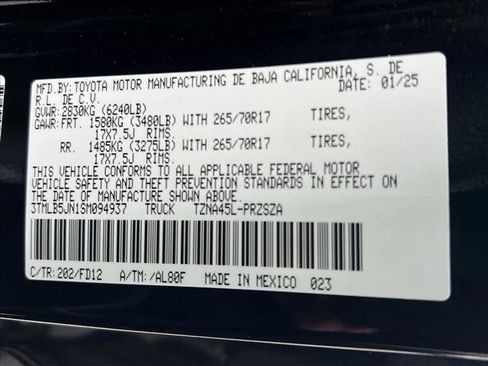 MFD.BY: TOYOTA MOTOR MANUFACTURING DE BAJA CALIFORNIA, S. DE
R.L. DE C.V. DATE: 01/25
GVWR: 2830KG (6240LB)
GAWR: FRT. 1580KG (3480LB) WITH 265/70R17 TIRES,
17X7.5J RIMS.
RR. 1485KG (3275LB) WITH 265/70R17 TIRES,
17X7.5J RIMS.
THIS VEHICLE CONFORMS TO ALL APPLICABLE FEDERAL MOTOR
VEHICLE SAFETY AND THEFT PREVENTION STANDARDS IN EFFECT ON
THE DATE OF MANUFACTURE SHOWN ABOVE.
3TMLB5JN1SM094937 TRUCK TZNA45L-PRZSZA
C/TR: 202/FD12 A/TM: /AL80F MADE IN MEXICO 023